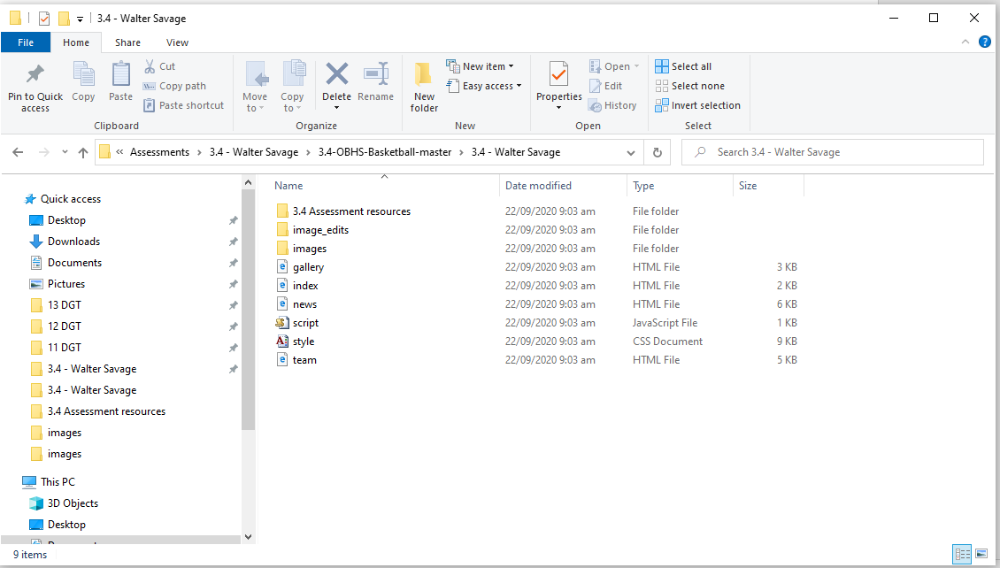 3.4 - Walter Savage
File Home Share View
Pin to Quick access
Copy
Paste
Cut
Copy path
Paste shortcut
Clipboard
Move to
Copy to
Delete
Rename
Organize
New folder
New item
Easy access
New
Properties
Open
Edit
History
Open
Select all
Select none
Invert selection
Select
« Assessments › 3.4 - Walter Savage › 3.4-OBHS-Basketball-master › 3.4 - Walter Savage
Search 3.4 - Walter Savage
Quick access
Desktop
Downloads
Documents
Pictures
13 DGT
12 DGT
11 DGT
3.4 - Walter Savage
3.4 - Walter Savage
3.4 Assessment resources
images
images
This PC
3D Objects
Desktop
Name Date modified Type Size
3.4 Assessment resources 22/09/2020 9:03 am File folder
image_edits 22/09/2020 9:03 am File folder
images 22/09/2020 9:03 am File folder
gallery 22/09/2020 9:03 am HTML File 3 KB
index 22/09/2020 9:03 am HTML File 2 KB
news 22/09/2020 9:03 am HTML File 6 KB
script 22/09/2020 9:03 am JavaScript File 1 KB
style 22/09/2020 9:03 am CSS Document 9 KB
team 22/09/2020 9:03 am HTML File 5 KB
9 items